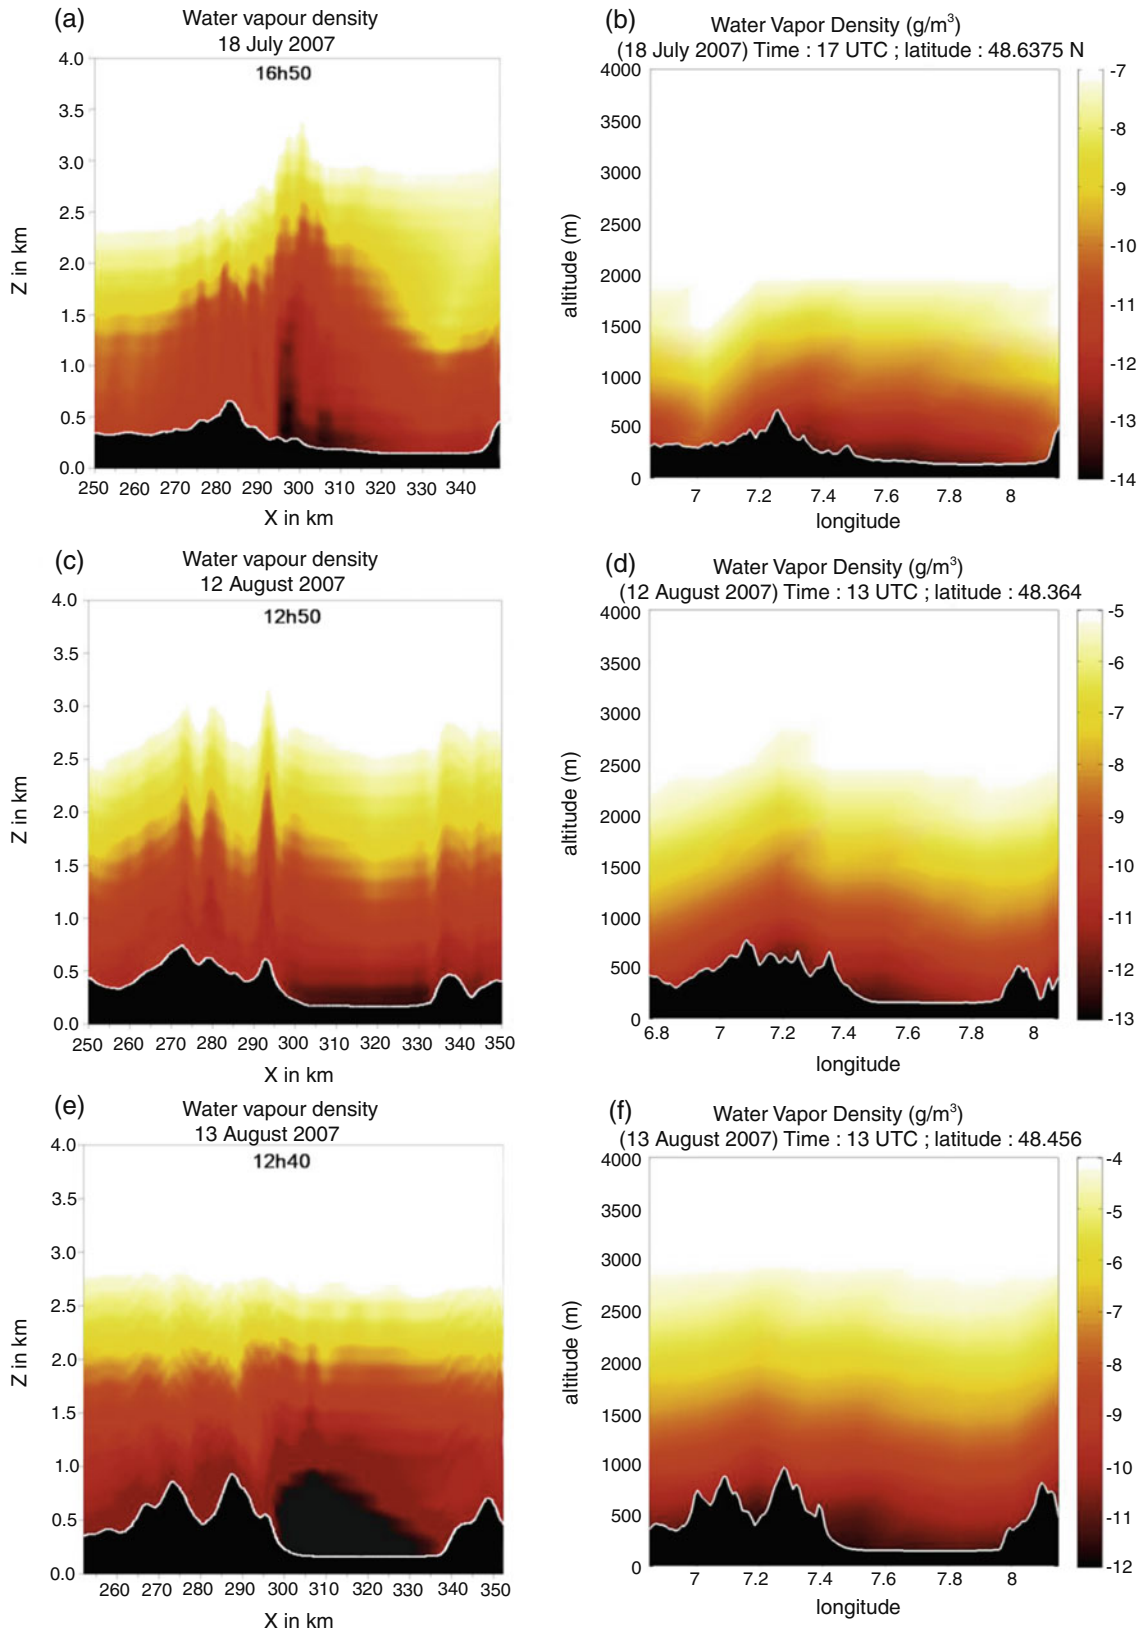 (a)
Water vapour density
18 July 2007
16h50
Z in km
4.0
3.5
3.0
2.5
2.0
1.5
1.0
0.5
0.0
250 260 270 280 290 300 310 320 330 340
X in km
(b)
Water Vapor Density (g/m³)
(18 July 2007) Time : 17 UTC ; latitude : 48.6375 N
altitude (m)
4000
3500
3000
2500
2000
1500
1000
500
0
7 7.2 7.4 7.6 7.8 8
longitude
-7
-8
-9
-10
-11
-12
-13
-14
(c)
Water vapour density
12 August 2007
12h50
Z in km
4.0
3.5
3.0
2.5
2.0
1.5
1.0
0.5
0.0
250 260 270 280 290 300 310 320 330 340 350
X in km
(d)
Water Vapor Density (g/m³)
(12 August 2007) Time : 13 UTC ; latitude : 48.364
altitude (m)
4000
3500
3000
2500
2000
1500
1000
500
0
6.8 7 7.2 7.4 7.6 7.8 8
longitude
-5
-6
-7
-8
-9
-10
-11
-12
-13
(e)
Water vapour density
13 August 2007
12h40
Z in km
4.0
3.5
3.0
2.5
2.0
1.5
1.0
0.5
0.0
260 270 280 290 300 310 320 330 340 350
X in km
(f)
Water Vapor Density (g/m³)
(13 August 2007) Time : 13 UTC ; latitude : 48.456
altitude (m)
4000
3500
3000
2500
2000
1500
1000
500
0
7 7.2 7.4 7.6 7.8 8
longitude
-4
-5
-6
-7
-8
-9
-10
-11
-12